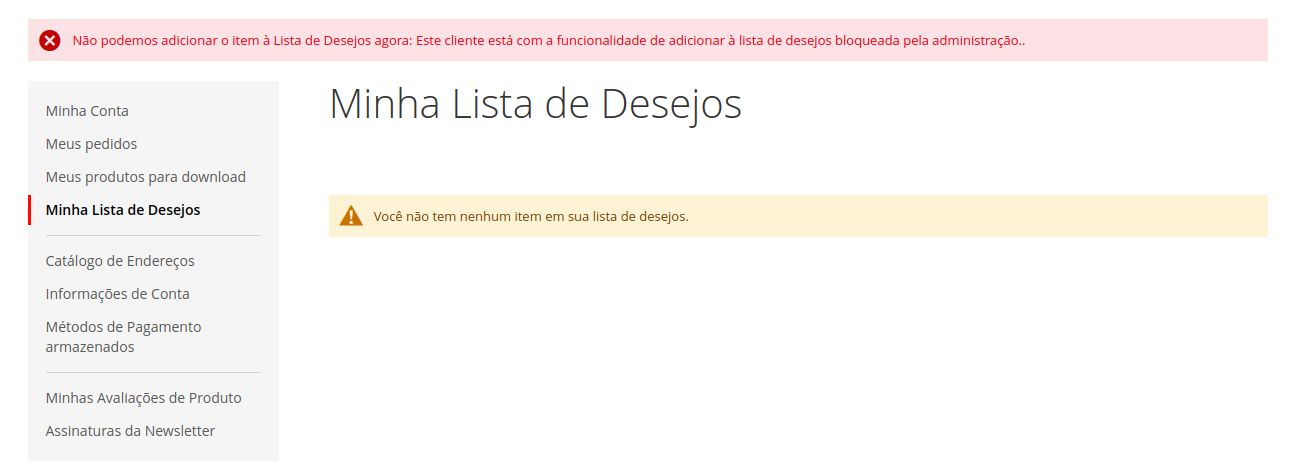 Não podemos adicionar o item à Lista de Desejos agora: Este cliente está com a funcionalidade de adicionar à lista de desejos bloqueada pela administração..
Minha Conta
Meus pedidos
Meus produtos para download
Minha Lista de Desejos
Catálogo de Endereços
Informações de Conta
Métodos de Pagamento
armazenados
Minhas Avaliações de Produto
Assinaturas da Newsletter
Minha Lista de Desejos
Você não tem nenhum item em sua lista de desejos.